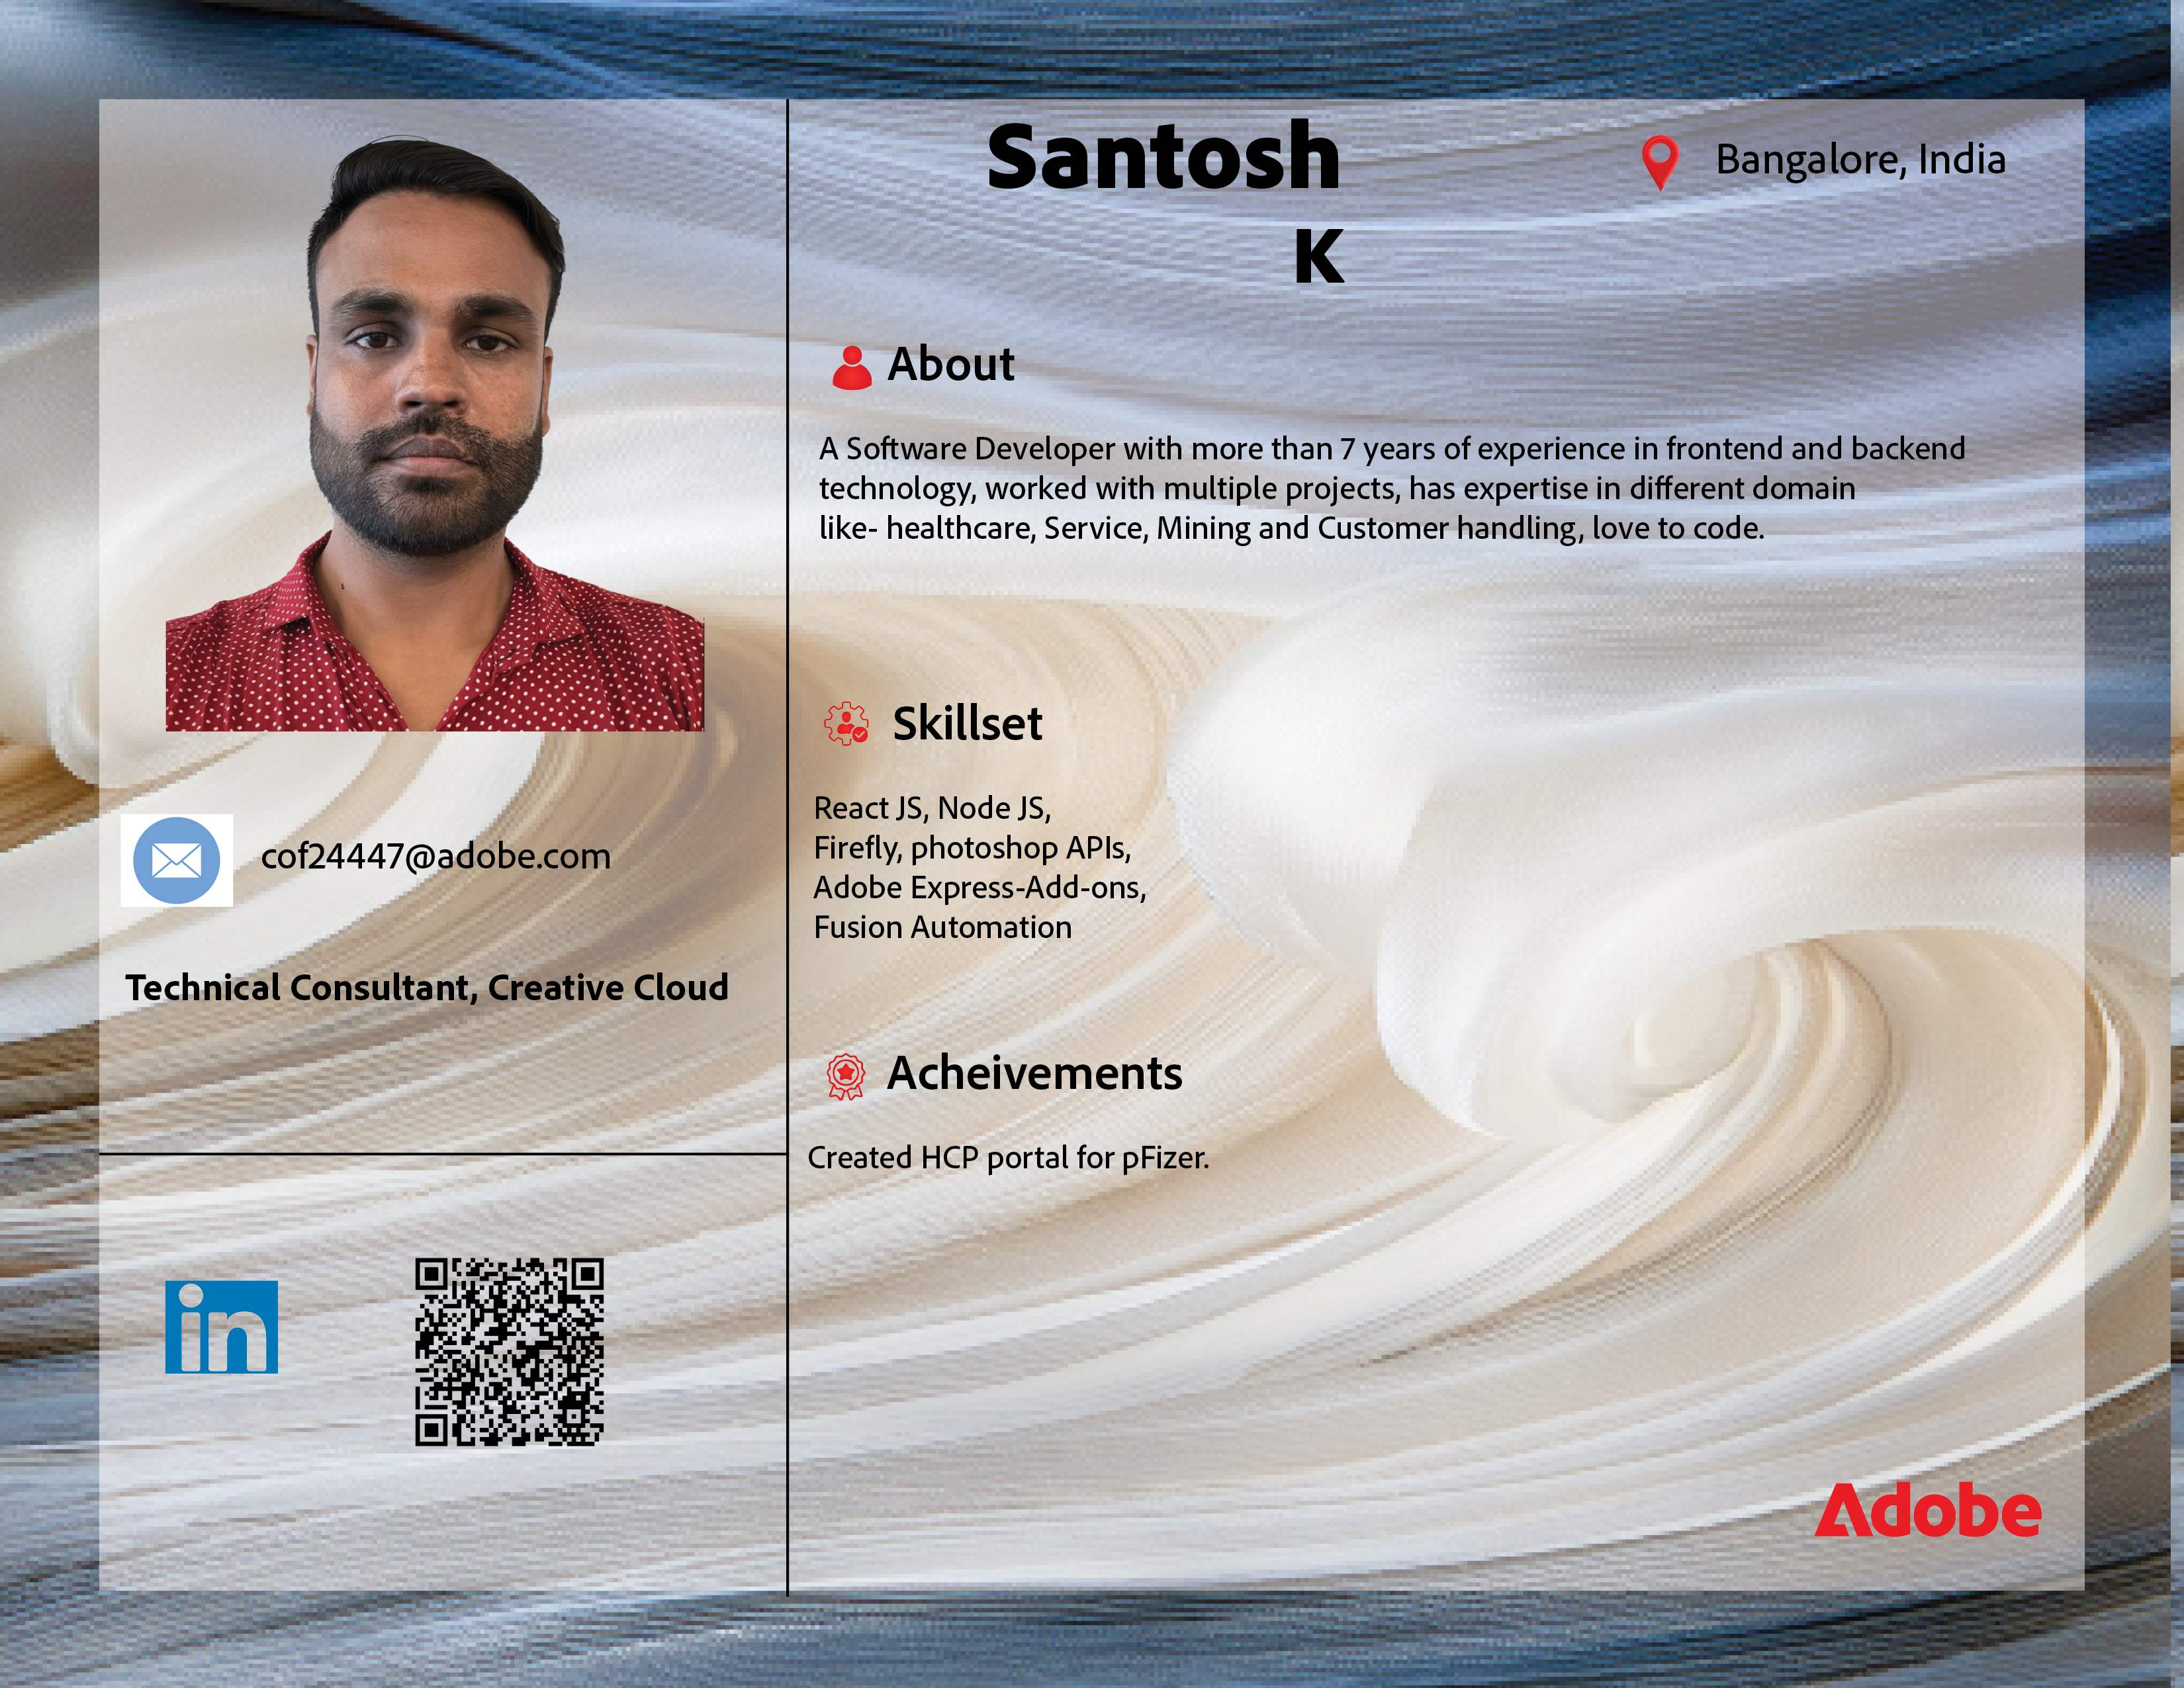 Santosh
K
Bangalore, India
About
A Software Developer with more than 7 years of experience in frontend and backend
technology, worked with multiple projects, has expertise in different domain
like- healthcare, Service, Mining and Customer handling, love to code.
Skillset
React JS, Node JS,
Firefly, photoshop APIs,
Adobe Express-Add-ons,
Fusion Automation
Acheivements
Created HCP portal for pFizer.
cof24447@adobe.com
Technical Consultant, Creative Cloud
in
Adobe